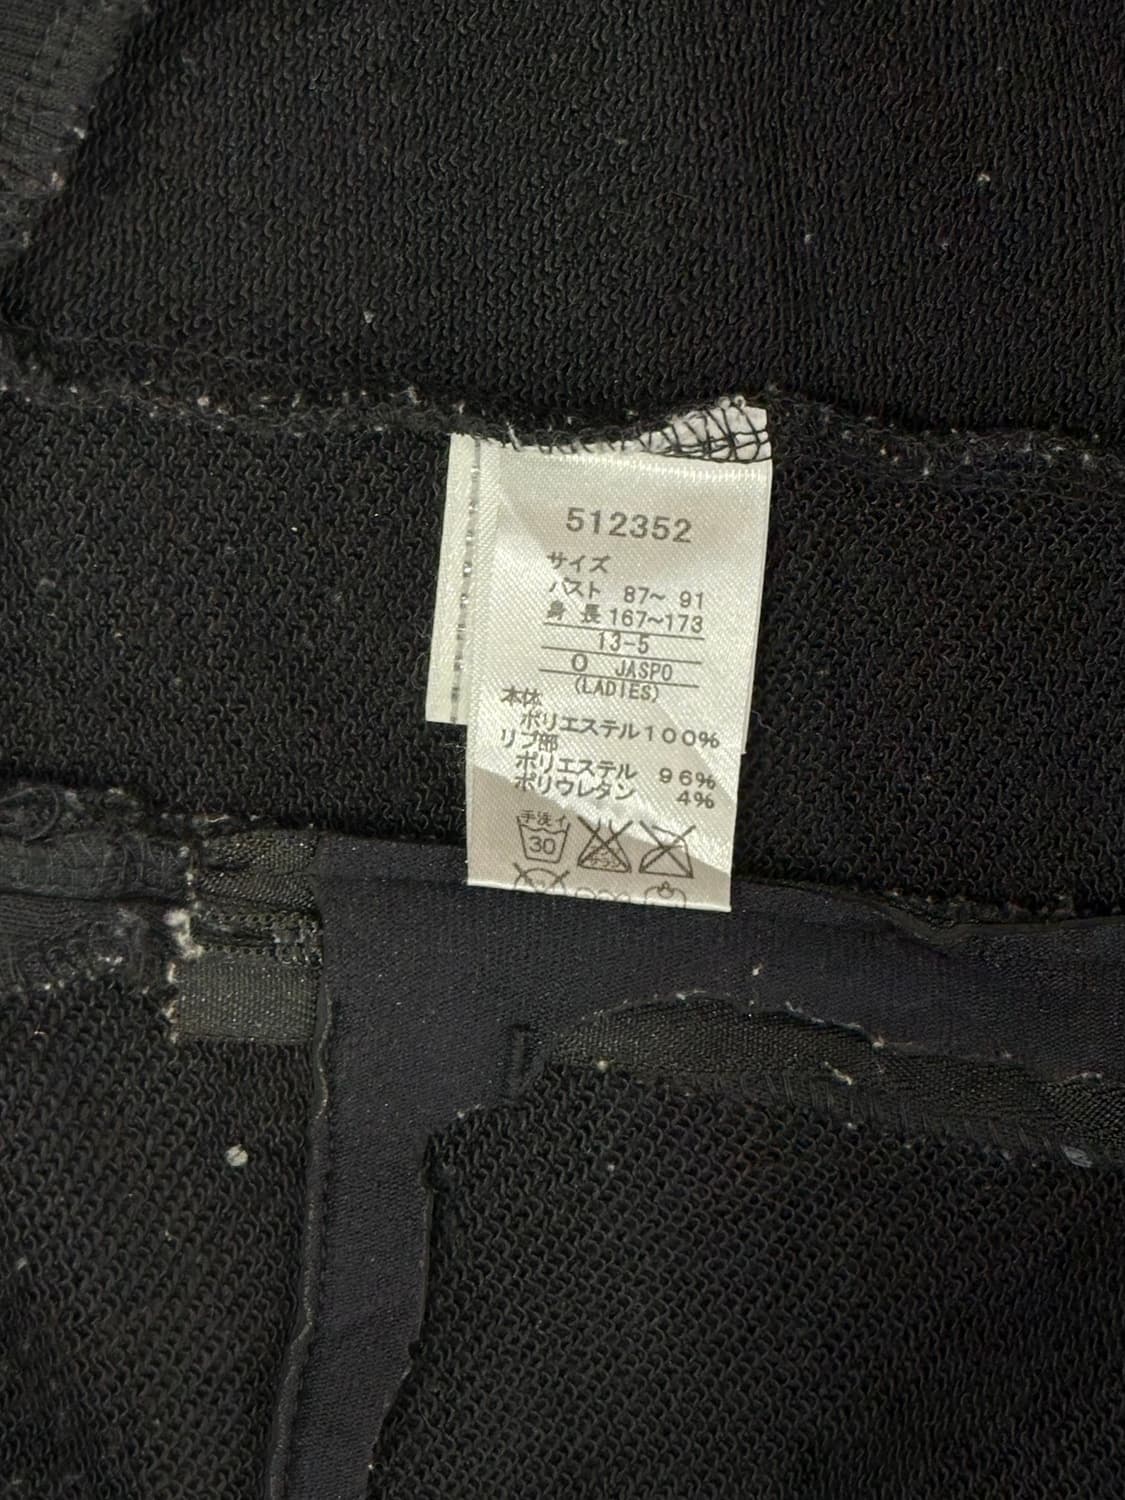 512352
サイズ
バスト 87～ 91
身 長 167～173
13-5
O JASPO
(LADIES)
本体
ポリエステル100%
リブ部
ポリエステル 96%
ポリウレタン 4%
手洗イ
30